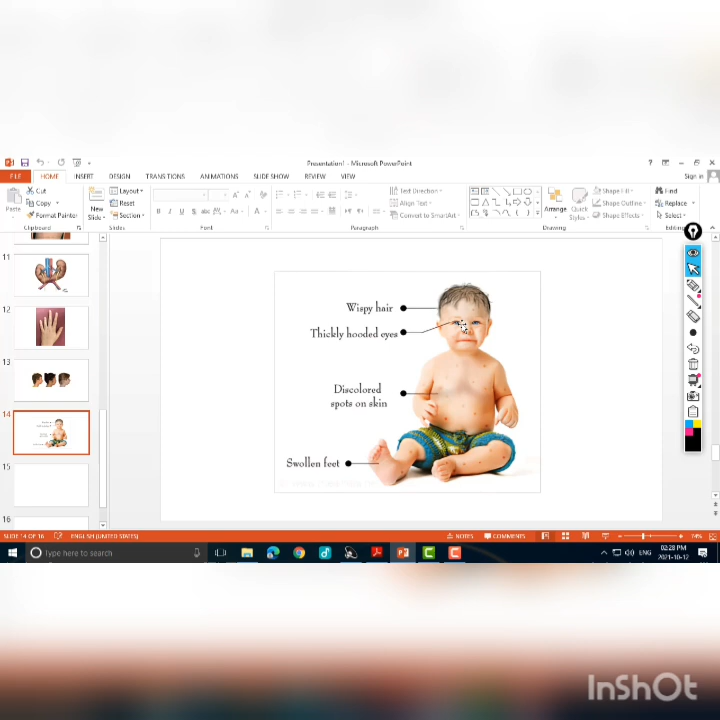 Presentation1 - Microsoft PowerPoint
Sign in
FILE HOME INSERT DESIGN TRANSITIONS ANIMATIONS SLIDE SHOW REVIEW VIEW
Cut
Copy
Format Painter
Paste
Clipboard
New
Slide
Layout
Reset
Section
Slides
Font
Text Direction
Align Text
Convert to SmartArt
Paragraph
Arrange
Quick
Styles
Shape Fill
Shape Outline
Shape Effects
Drawing
Find
Replace
Select
Editing
11
12
13
14
15
16
Wispy hair
Thickly hooded eyes
Discolored
spots on skin
Swollen feet
SLIDE 14 OF 16 ENGLISH (UNITED STATES) NOTES COMMENTS 74%
Type here to search
ENG
02:28 PM
2021-10-12
InShOt